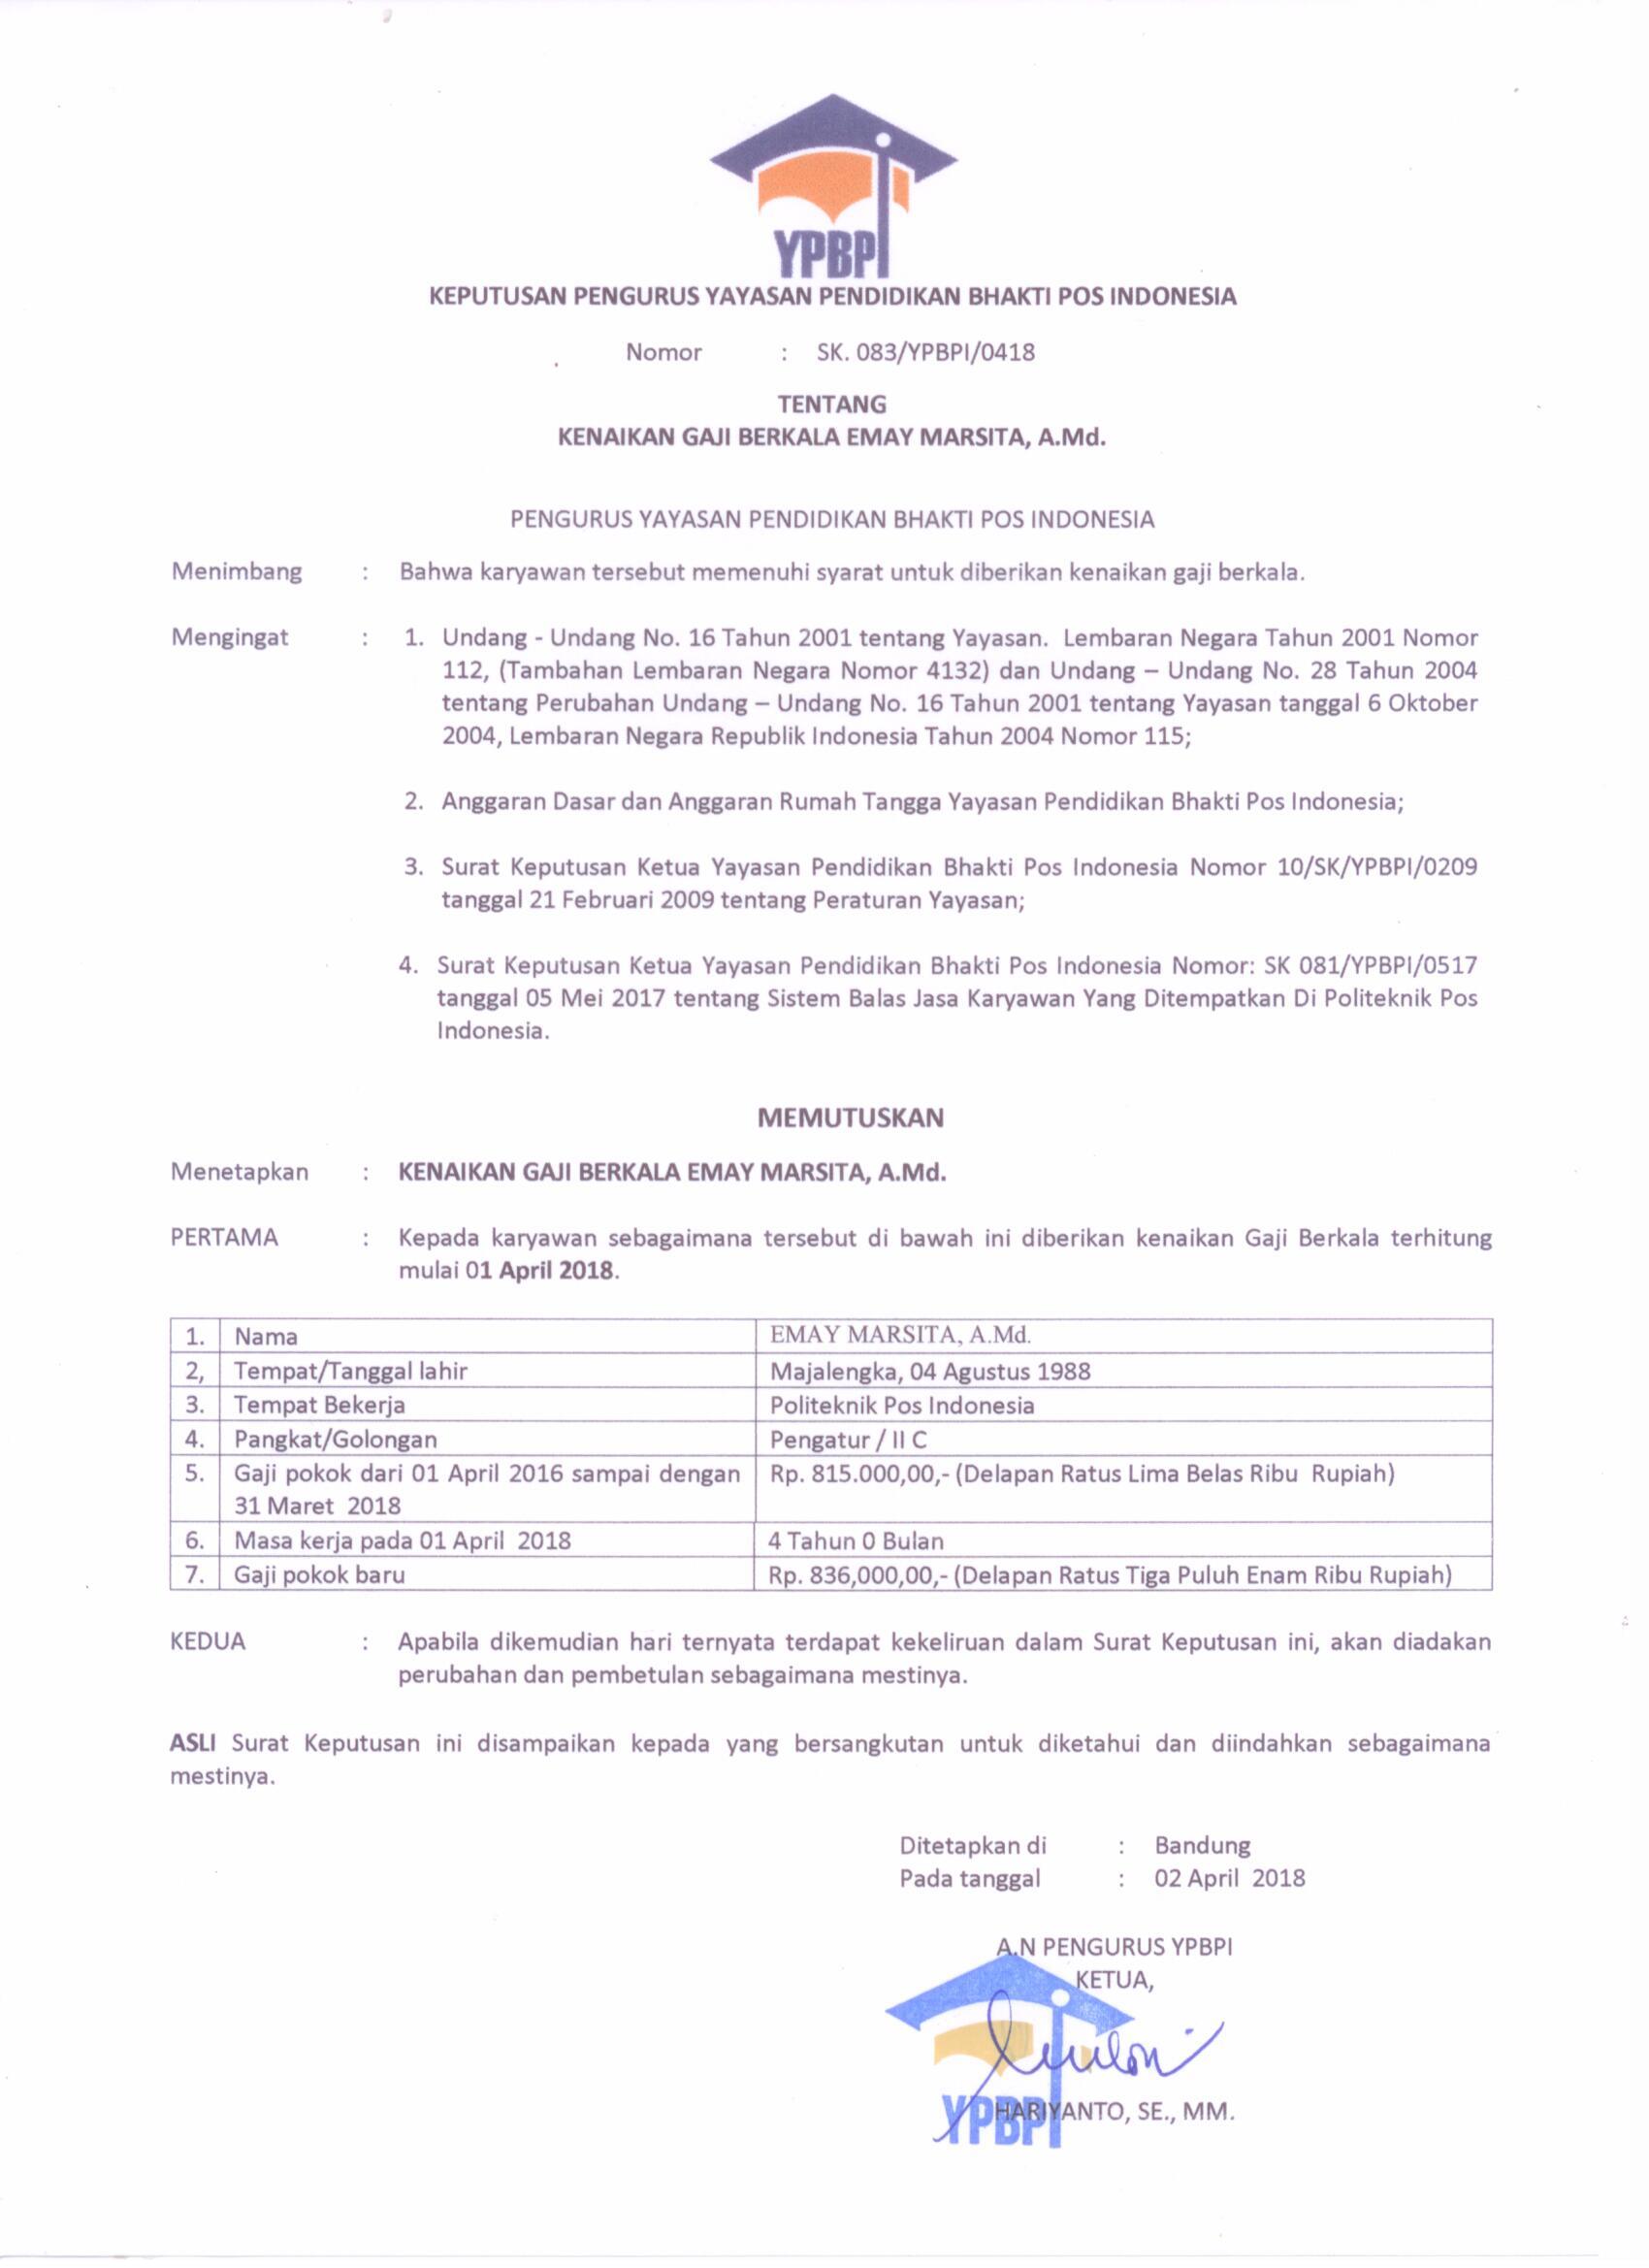 YPBPI
KEPUTUSAN PENGURUS YAYASAN PENDIDIKAN BHAKTI POS INDONESIA
Nomor : SK. 083/YPBPI/0418
TENTANG
KENAIKAN GAJI BERKALA EMAY MARSITA, A.Md.
PENGURUS YAYASAN PENDIDIKAN BHAKTI POS INDONESIA
Menimbang : Bahwa karyawan tersebut memenuhi syarat untuk diberikan kenaikan gaji berkala.
Mengingat : 1. Undang - Undang No. 16 Tahun 2001 tentang Yayasan. Lembaran Negara Tahun 2001 Nomor
112, (Tambahan Lembaran Negara Nomor 4132) dan Undang – Undang No. 28 Tahun 2004
tentang Perubahan Undang – Undang No. 16 Tahun 2001 tentang Yayasan tanggal 6 Oktober
2004, Lembaran Negara Republik Indonesia Tahun 2004 Nomor 115;
2. Anggaran Dasar dan Anggaran Rumah Tangga Yayasan Pendidikan Bhakti Pos Indonesia;
3. Surat Keputusan Ketua Yayasan Pendidikan Bhakti Pos Indonesia Nomor 10/SK/YPBPI/0209
tanggal 21 Februari 2009 tentang Peraturan Yayasan;
4. Surat Keputusan Ketua Yayasan Pendidikan Bhakti Pos Indonesia Nomor: SK 081/YPBPI/0517
tanggal 05 Mei 2017 tentang Sistem Balas Jasa Karyawan Yang Ditempatkan Di Politeknik Pos
Indonesia.
MEMUTUSKAN
Menetapkan : KENAIKAN GAJI BERKALA EMAY MARSITA, A.Md.
PERTAMA : Kepada karyawan sebagaimana tersebut di bawah ini diberikan kenaikan Gaji Berkala terhitung
mulai 01 April 2018.
1. Nama EMAY MARSITA, A.Md.
2, Tempat/Tanggal lahir Majalengka, 04 Agustus 1988
3. Tempat Bekerja Politeknik Pos Indonesia
4. Pangkat/Golongan Pengatur / II C
5. Gaji pokok dari 01 April 2016 sampai dengan Rp. 815.000,00,- (Delapan Ratus Lima Belas Ribu Rupiah)
31 Maret 2018
6. Masa kerja pada 01 April 2018 4 Tahun 0 Bulan
7. Gaji pokok baru Rp. 836,000,00,- (Delapan Ratus Tiga Puluh Enam Ribu Rupiah)
KEDUA : Apabila dikemudian hari ternyata terdapat kekeliruan dalam Surat Keputusan ini, akan diadakan
perubahan dan pembetulan sebagaimana mestinya.
ASLI Surat Keputusan ini disampaikan kepada yang bersangkutan untuk diketahui dan diindahkan sebagaimana
mestinya.
Ditetapkan di : Bandung
Pada tanggal : 02 April 2018
A.N PENGURUS YPBPI
KETUA,
YPBPI
HARIYANTO, SE., MM.